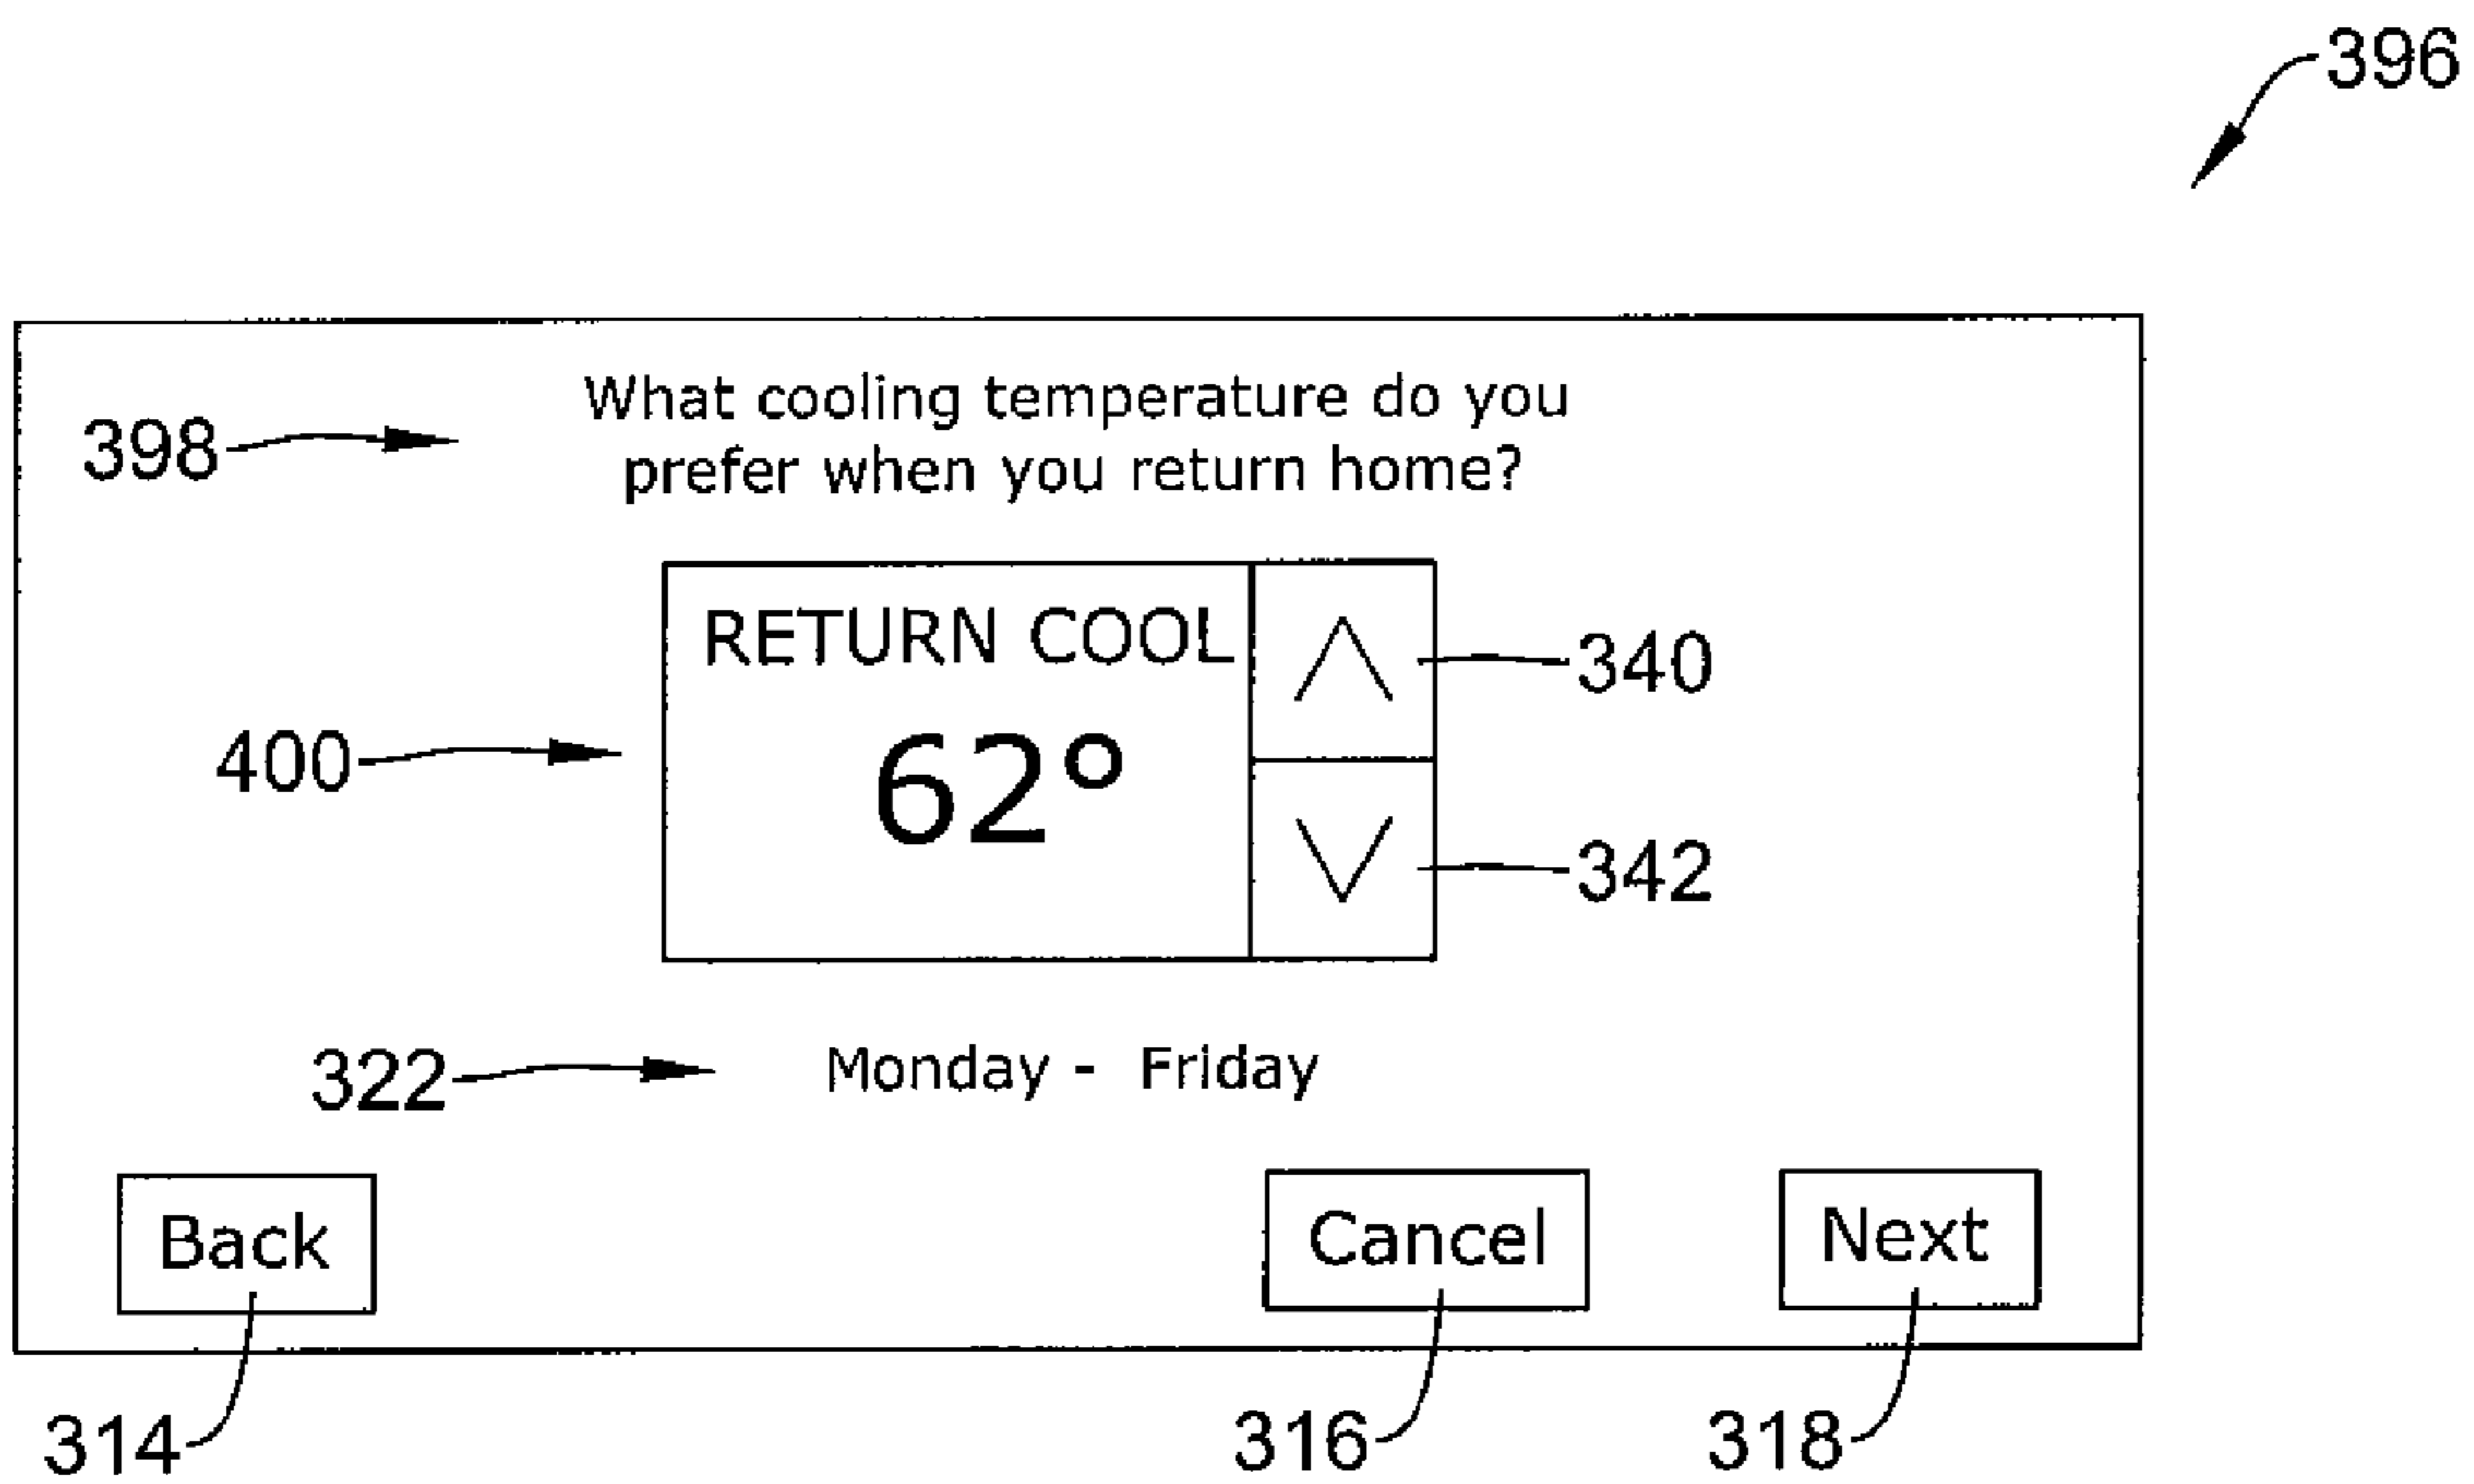 396
What cooling temperature do you
398
prefer when you return home?
RETURN COOL
340
400
62°
342
322
Monday - Friday
Back
Cancel
Next
314
316
318